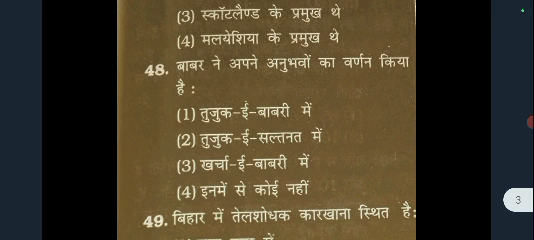 (3) स्कॉटलैण्ड के प्रमुख थे
(4) मलयेशिया के प्रमुख थे
48. बाबर ने अपने अनुभवों का वर्णन किया
है :
(1) तुजुक-ई-बाबरी में
(2) तुजुक-ई-सल्तनत में
(3) खर्चा-ई-बाबरी में
(4) इनमें से कोई नहीं
49. बिहार में तेलशोधक कारखाना स्थित है:
3